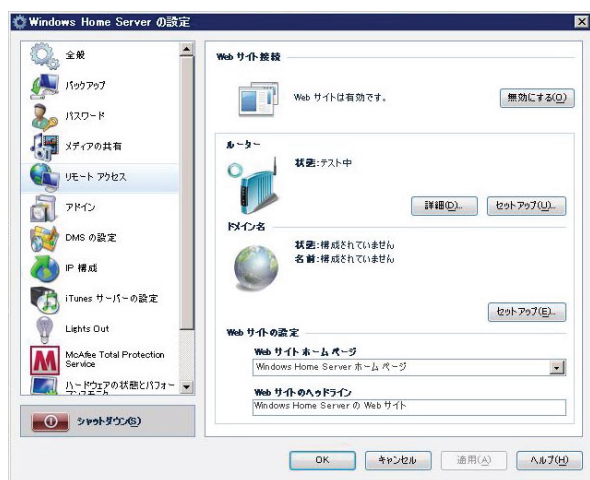 Windows Home Server の設定
全般
バックアップ
パスワード
メディアの共有
リモート アクセス
アドイン
DMS の設定
IP 構成
iTunes サーバーの設定
Lights Out
McAfee Total Protection
Service
ハードウェアの状態とパフォー
シャットダウン(S)
Web サイト接続
Web サイトは有効です。
無効にする(O)
ルーター
状態:テスト中
詳細(D)...
セットアップ(U)...
ドメイン名
状態:構成されていません
名前:構成されていません
セットアップ(E)...
Web サイトの設定
Web サイト ホーム ページ
Windows Home Server ホーム ページ
Web サイトのヘッドライン
Windows Home Server の Web サイト
OK
キャンセル
適用(A)
ヘルプ(H)